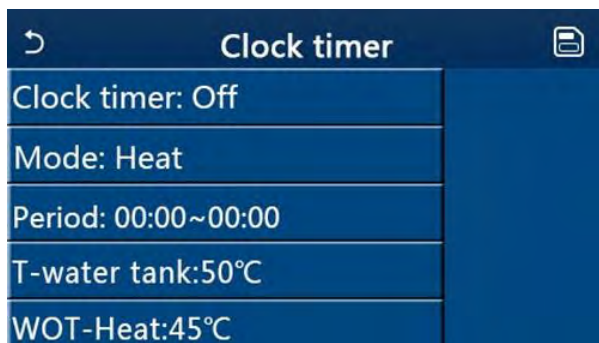 Clock timer
Clock timer: Off
Mode: Heat
Period: 00:00~00:00
T-water tank:50℃
WOT-Heat:45℃